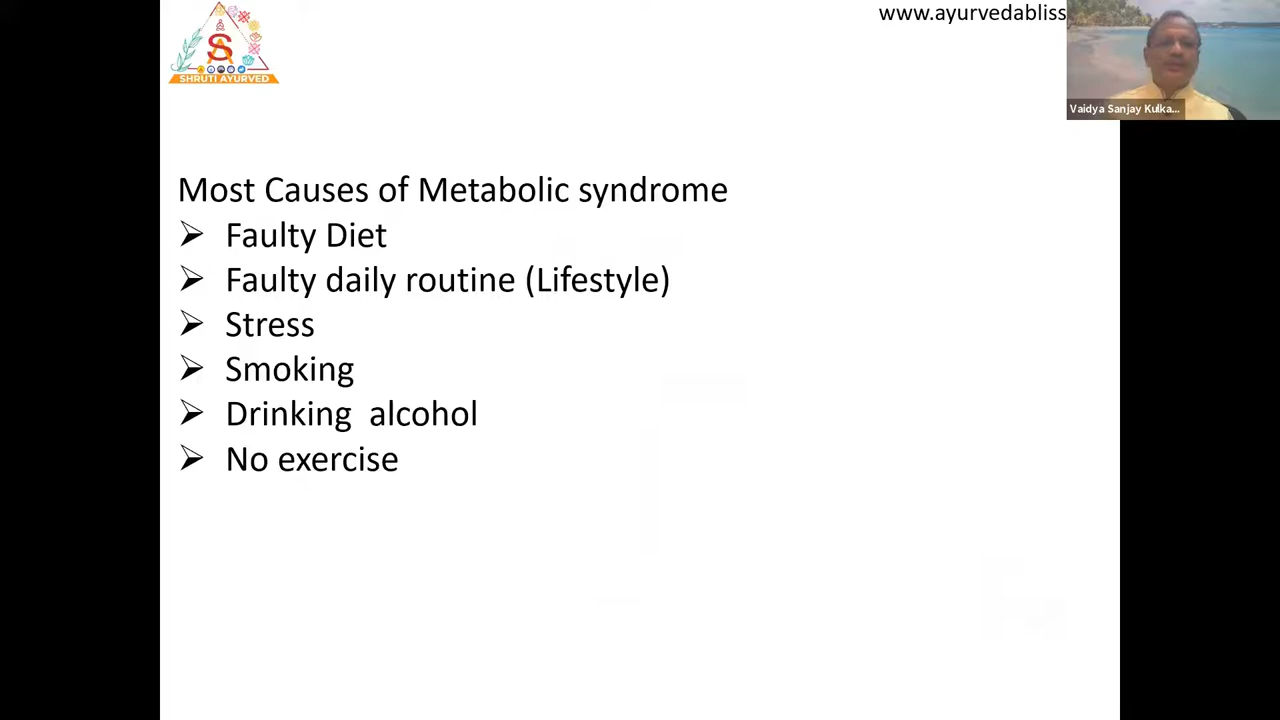 www.ayurvedabliss
SA
SHRUTI AYURVED
Vaidya Sanjay Kulka...
Most Causes of Metabolic syndrome
➢ Faulty Diet
➢ Faulty daily routine (Lifestyle)
➢ Stress
➢ Smoking
➢ Drinking alcohol
➢ No exercise